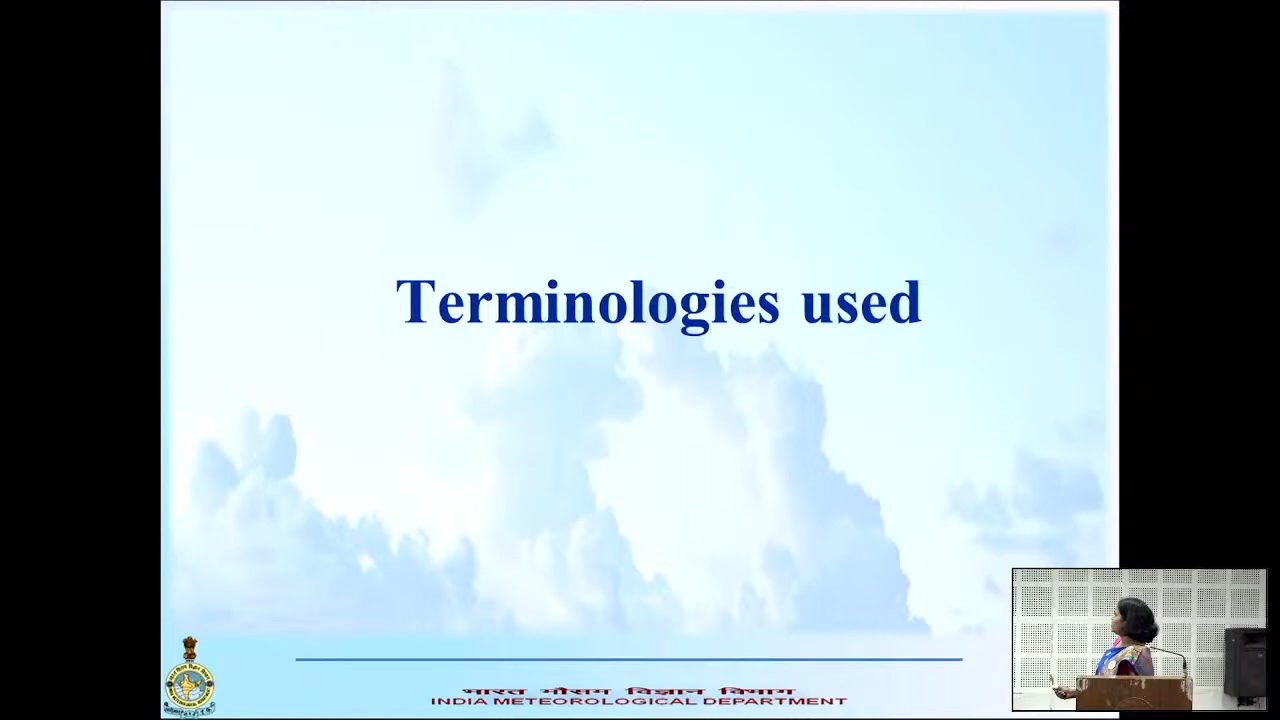 Terminologies used
भारत मौसम विज्ञान विभाग
INDIA METEOROLOGICAL DEPARTMENT